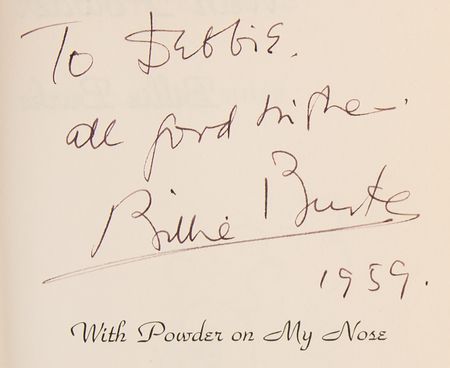 To Debbie.
all good wishes.
Billie Burke
1959.
With Powder on My Nose